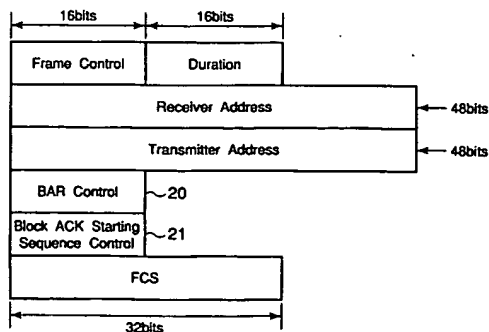 16bits 16bits
Frame Control Duration
Receiver Address 48bits
Transmitter Address 48bits
BAR Control 20
Block ACK Starting
Sequence Control 21
FCS
32bits